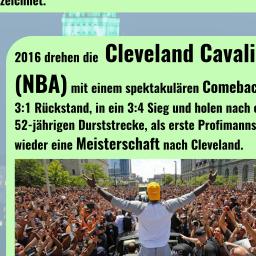 zeichnet.
2016 drehen die Cleveland Cavali
(NBA) mit einem spektakulären Comebac
3:1 Rückstand, in ein 3:4 Sieg und holen nach
52-jährigen Durststrecke, als erste Profimanns
wieder eine Meisterschaft nach Cleveland.